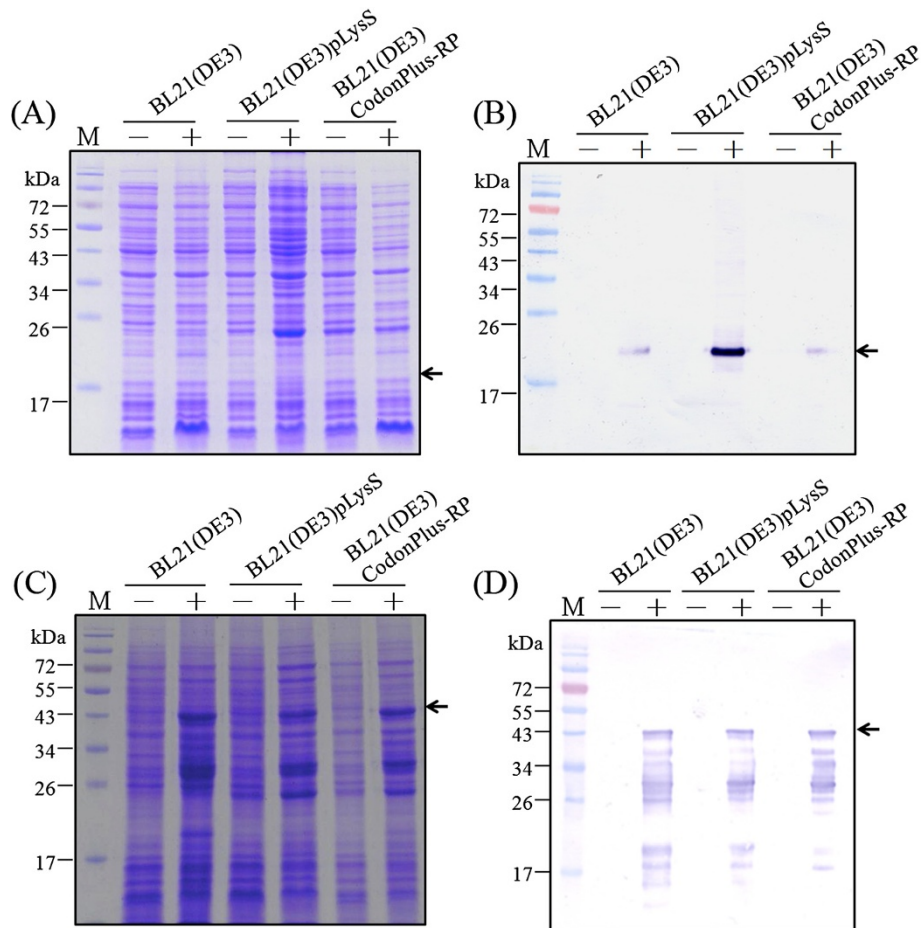 (A)
BL21(DE3)
BL21(DE3)pLysS
BL21(DE3)
CodonPlus-RP
M − + − + − +
kDa
72
55
43
34
26
17
(B)
BL21(DE3)
BL21(DE3)pLysS
BL21(DE3)
CodonPlus-RP
M − + − + − +
kDa
72
55
43
34
26
17
(C)
BL21(DE3)
BL21(DE3)pLysS
BL21(DE3)
CodonPlus-RP
M − + − + − +
kDa
72
55
43
34
26
17
(D)
BL21(DE3)
BL21(DE3)pLysS
BL21(DE3)
CodonPlus-RP
M − + − + − +
kDa
72
55
43
34
26
17